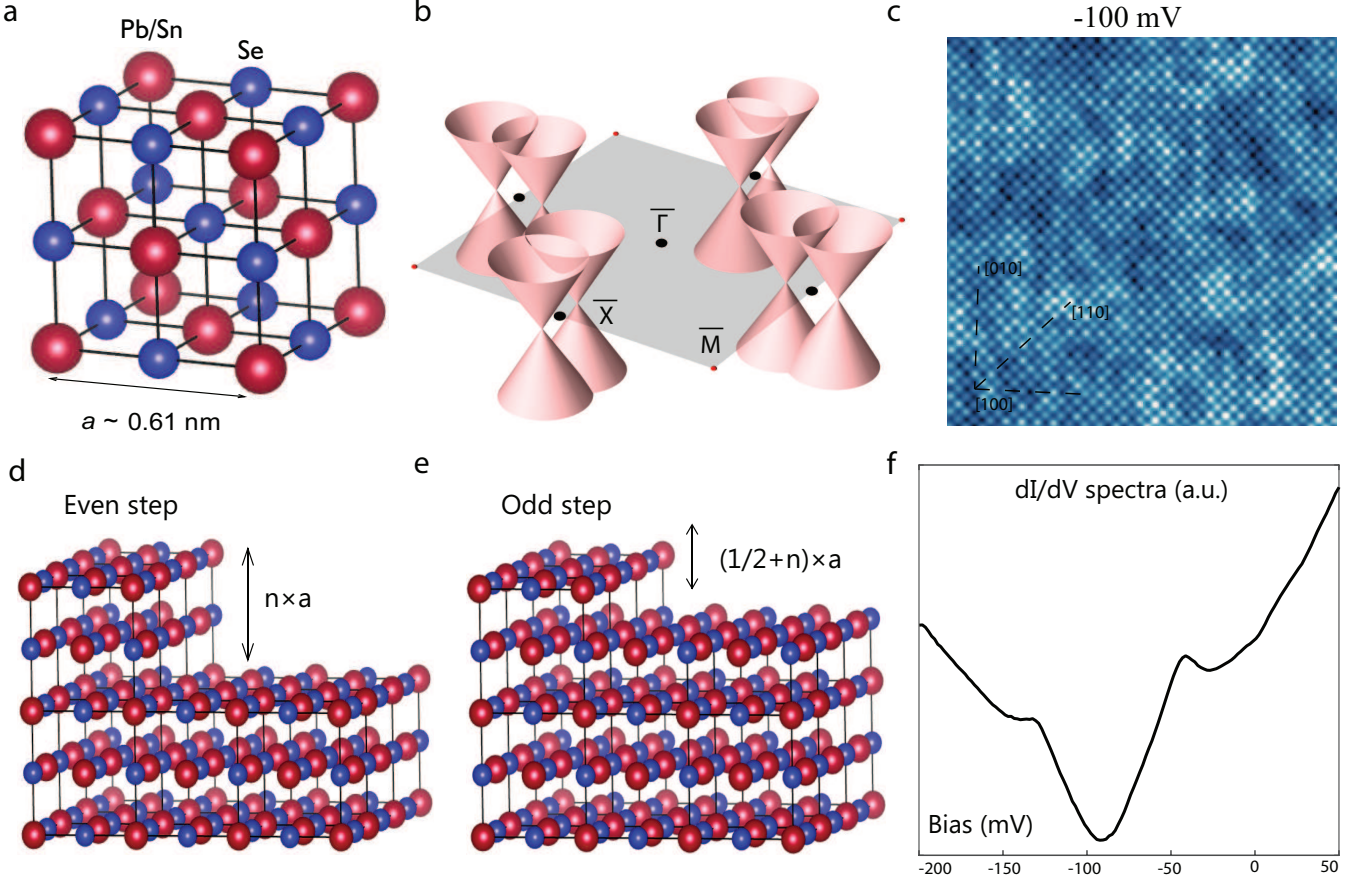 a
Pb/Sn
Se
a ~ 0.61 nm
b
Γ̅
X̅
M̅
c
-100 mV
[010]
[110]
[100]
d
Even step
n×a
e
Odd step
(1/2+n)×a
f
dI/dV spectra (a.u.)
Bias (mV)
-200 -150 -100 -50 0 50